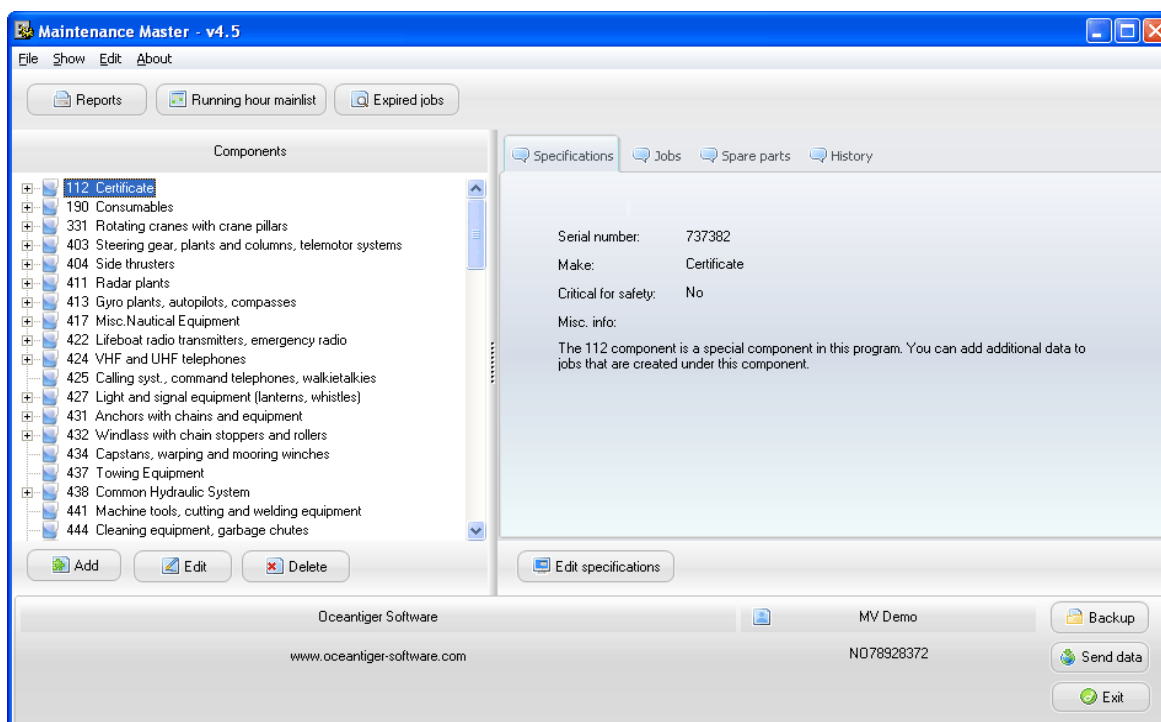 Maintenance Master - v4.5
File Show Edit About
Reports Running hour mainlist Expired jobs
Components
Specifications Jobs Spare parts History
112 Certificate
190 Consumables
331 Rotating cranes with crane pillars
403 Steering gear, plants and columns, telemotor systems
404 Side thrusters
411 Radar plants
413 Gyro plants, autopilots, compasses
417 Misc.Nautical Equipment
422 Lifeboat radio transmitters, emergency radio
424 VHF and UHF telephones
425 Calling syst., command telephones, walkietalkies
427 Light and signal equipment (lanterns, whistles)
431 Anchors with chains and equipment
432 Windlass with chain stoppers and rollers
434 Capstans, warping and mooring winches
437 Towing Equipment
438 Common Hydraulic System
441 Machine tools, cutting and welding equipment
444 Cleaning equipment, garbage chutes
Serial number: 737382
Make: Certificate
Critical for safety: No
Misc. info:
The 112 component is a special component in this program. You can add additional data to
jobs that are created under this component.
Add Edit Delete
Edit specifications
Oceantiger Software MV Demo Backup
www.oceantiger-software.com NO78928372 Send data
Exit